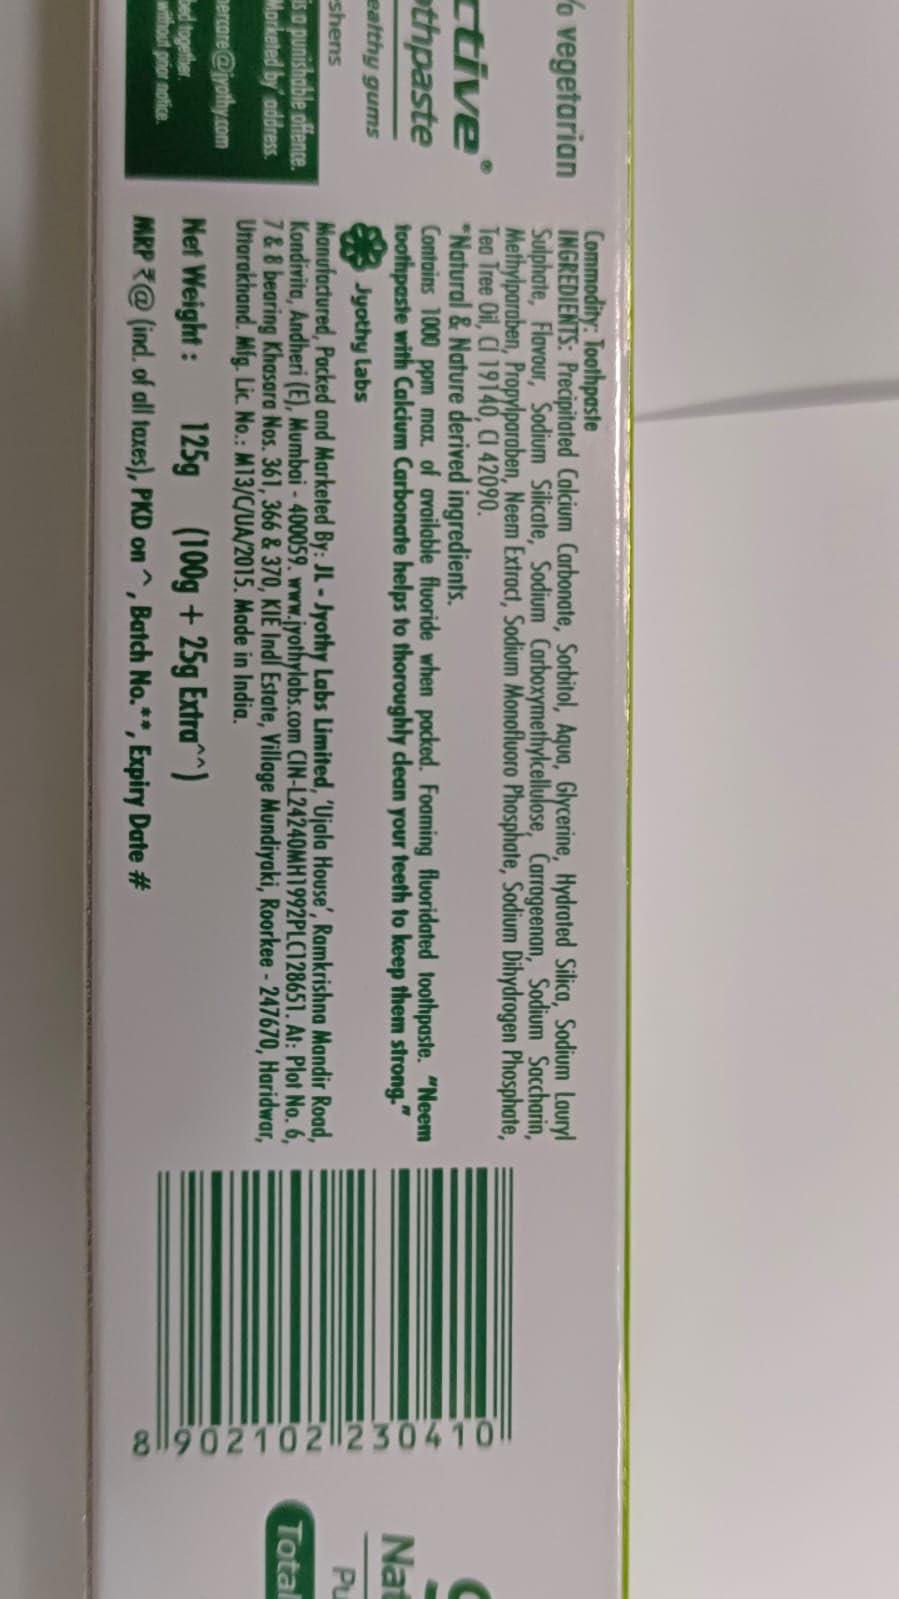 % vegetarian
ctive®
othpaste
ealthy gums
shens
is a punishable offence.
Marketed by' address.
ercare@jyothy.com
together.
without prior notice.
Commodity: Toothpaste
INGREDIENTS: Precipitated Calcium Carbonate, Sorbitol, Aqua, Glycerine, Hydrated Silica, Sodium Lauryl
Sulphate, Flavour, Sodium Silicate, Sodium Carboxymethylcellulose, Carrageenan, Sodium Saccharin,
Methylparaben, Propylparaben, Neem Extract, Sodium Monofluoro Phosphate, Sodium Dihydrogen Phosphate,
Tea Tree Oil, CI 19140, CI 42090.
*Natural & Nature derived ingredients.
Contains 1000 ppm max. of available fluoride when packed. Foaming fluoridated toothpaste. "Neem
toothpaste with Calcium Carbonate helps to thoroughly clean your teeth to keep them strong."
Jyothy Labs
Manufactured, Packed and Marketed By: JL - Jyothy Labs Limited, 'Ujala House', Ramkrishna Mandir Road,
Kondivita, Andheri (E), Mumbai - 400059. www.jyothylabs.com CIN-L24240MH1992PLC128651. At: Plot No. 6,
7 & 8 bearing Khasara Nos. 361, 366 & 370, KIE Indl Estate, Village Mundiyaki, Roorkee - 247670, Haridwar,
Uttarakhand. Mfg. Lic. No.: M13/C/UA/2015. Made in India.
Net Weight : 125g (100g + 25g Extra^^)
MRP ₹@ (incl. of all taxes), PKD on ^, Batch No.**, Expiry Date #
8 902102 230410
Nat
Pu
Total